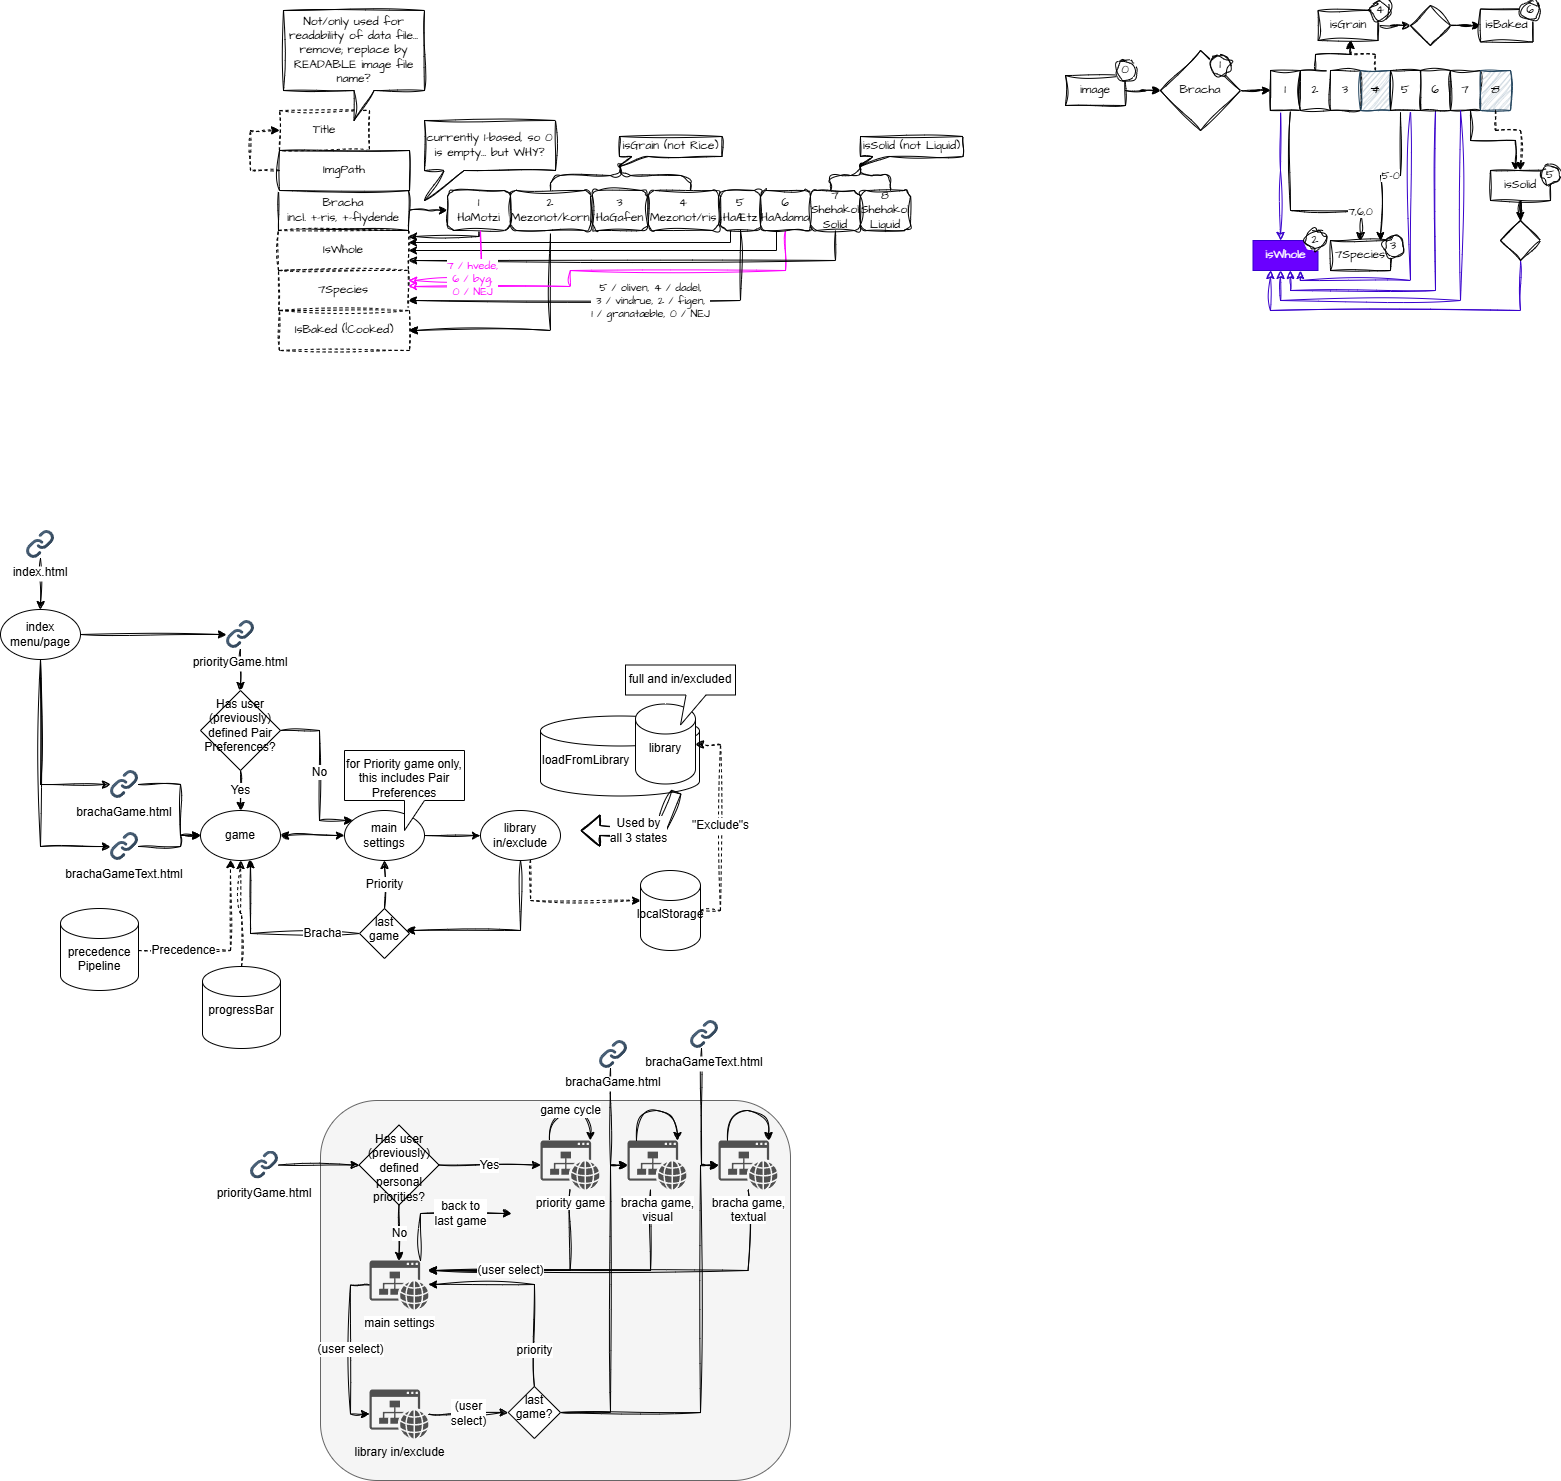 Not/only used for
readability of data file...
remove, replace by
READABLE image file
name?
Title
ImgPath
Bracha
incl. +-ris, +-flydende
IsWhole
7Species
IsBaked (!Cooked)
currently 1-based, so 0
is empty... but WHY?
isGrain (not Rice)
isSolid (not Liquid)
1
HaMotzi
2
Mezonot/korn
3
HaGafen
4
Mezonot/ris
5
HaÆtz
6
HaAdama
7
Shehakol
Solid
8
Shehakol
Liquid
7 / hvede,
6 / byg,
0 / NEJ
5 / oliven, 4 / dadel,
3 / vindrue, 2 / figen,
1 / granatæble, 0 / NEJ
image
0
Bracha
1
1
2
3
4
5
6
7
8
isGrain
4
isBaked
6
isSolid
5
5-0
7,6,0
isWhole
2
7Species
3
index.html
index
menu/page
priorityGame.html
Has user
(previously)
defined Pair
Preferences?
No
Yes
brachaGame.html
brachaGameText.html
game
for Priority game only,
this includes Pair
Preferences
main
settings
library
in/exclude
full and in/excluded
library
loadFromLibrary
Used by
all 3 states
"Exclude"s
localStorage
Priority
last
game
Bracha
precedence
Pipeline
Precedence
progressBar
brachaGameText.html
brachaGame.html
priorityGame.html
Has user
(previously)
defined
personal
priorities?
Yes
No
game cycle
priority game
bracha game,
visual
bracha game,
textual
back to
last game
(user select)
main settings
(user select)
priority
library in/exclude
(user
select)
last
game?